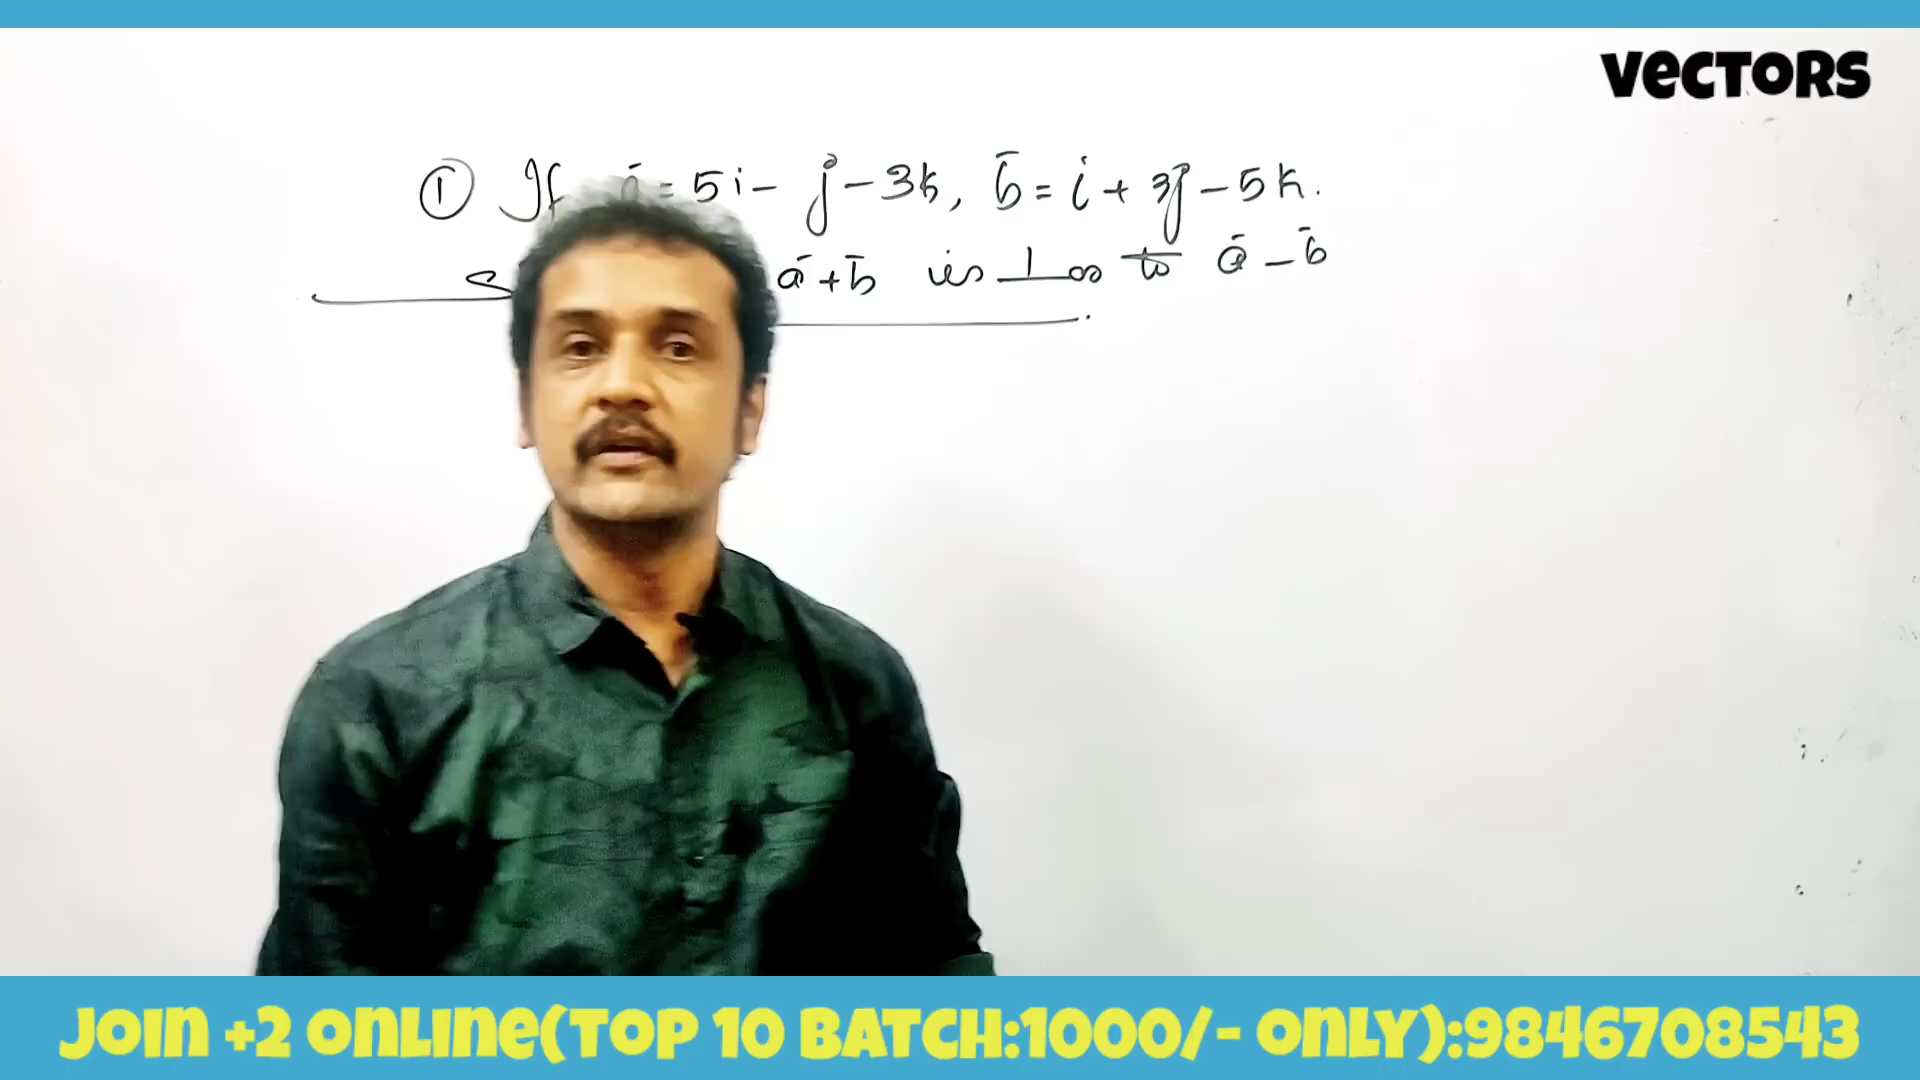 VECTORS
① If = 5i - j - 3k, b̄ = i + 3j - 5k.
ā + b̄ is ⊥ to ā - b̄
JOIN +2 ONLINE(TOP 10 BATCH:1000/- ONLY):9846708543